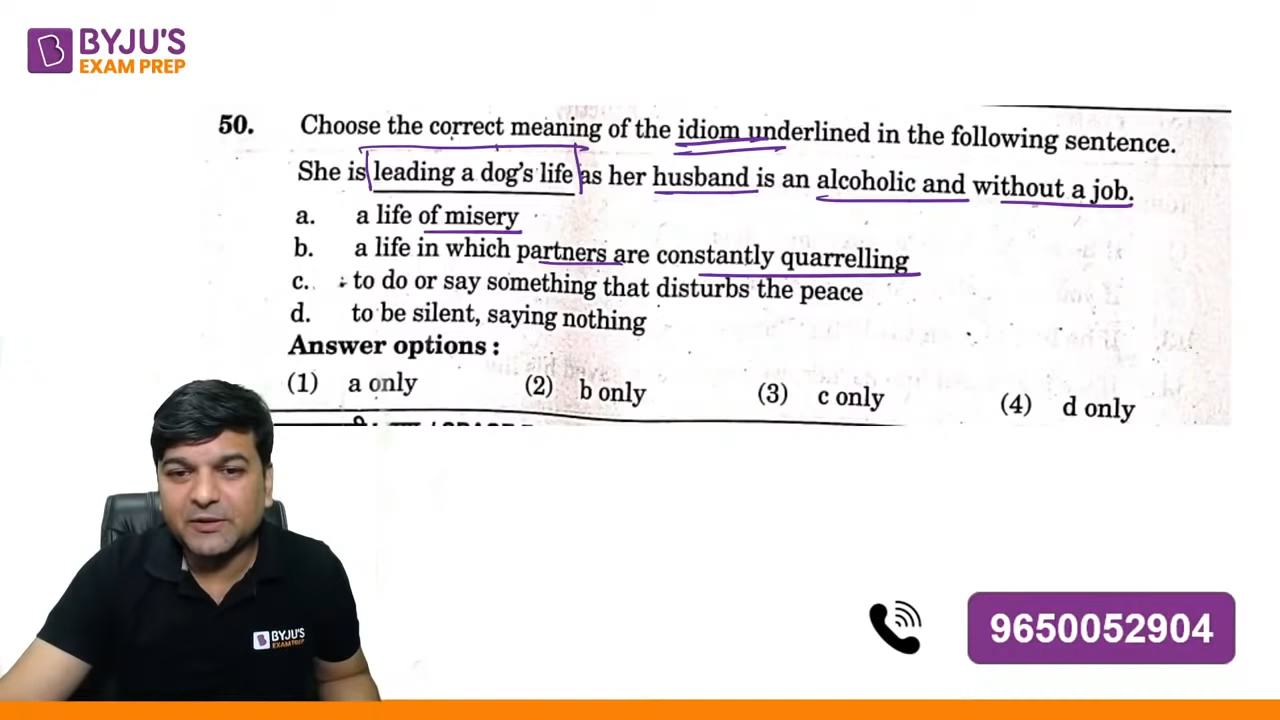 BYJU'S
EXAM PREP
50. Choose the correct meaning of the idiom underlined in the following sentence.
She is leading a dog's life as her husband is an alcoholic and without a job.
a. a life of misery
b. a life in which partners are constantly quarrelling
c. to do or say something that disturbs the peace
d. to be silent, saying nothing
Answer options :
(1) a only (2) b only (3) c only (4) d only
BYJU'S
EXAM PREP
9650052904